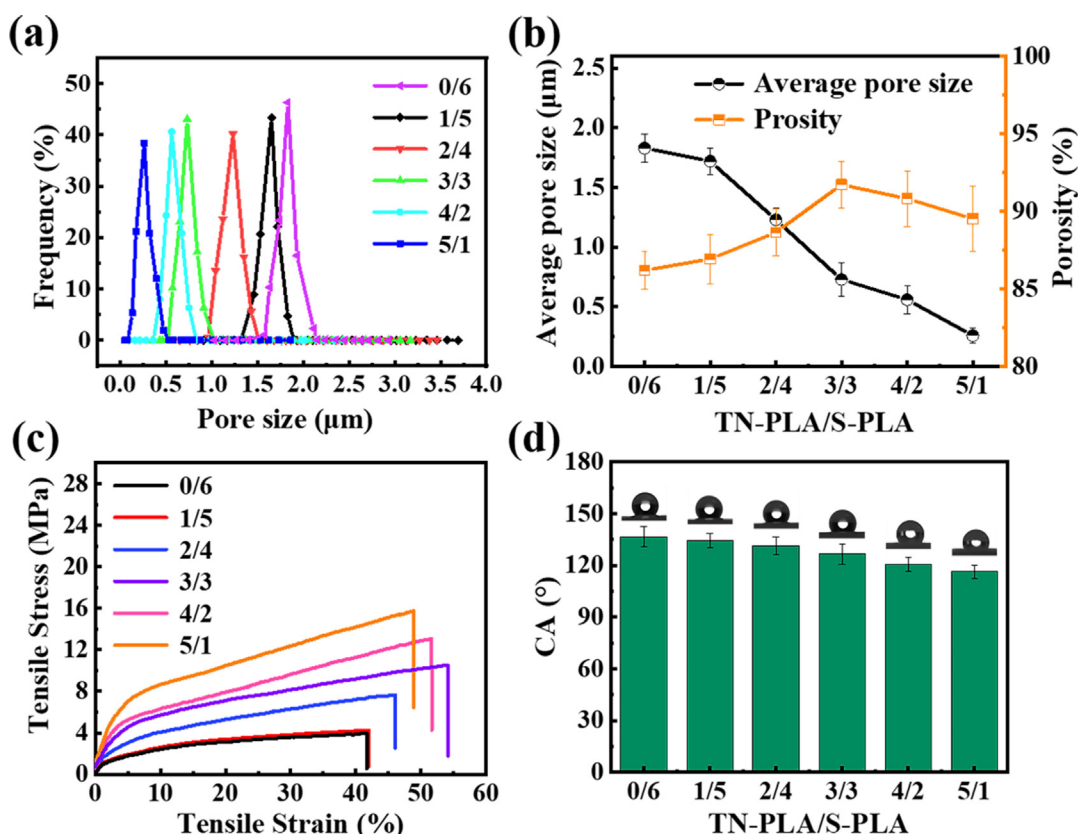 (a)
Frequency (%)
50
40
30
20
10
0
0/6
1/5
2/4
3/3
4/2
5/1
0.0 0.5 1.0 1.5 2.0 2.5 3.0 3.5 4.0
Pore size (μm)
(b)
Average pore size (μm)
2.5
2.0
1.5
1.0
0.5
0.0
Average pore size
Prosity
100
95
90
85
80
Porosity (%)
0/6 1/5 2/4 3/3 4/2 5/1
TN-PLA/S-PLA
(c)
Tensile Stress (MPa)
28
24
20
16
12
8
4
0
0/6
1/5
2/4
3/3
4/2
5/1
0 10 20 30 40 50 60
Tensile Strain (%)
(d)
CA (°)
180
150
120
90
60
30
0
0/6 1/5 2/4 3/3 4/2 5/1
TN-PLA/S-PLA